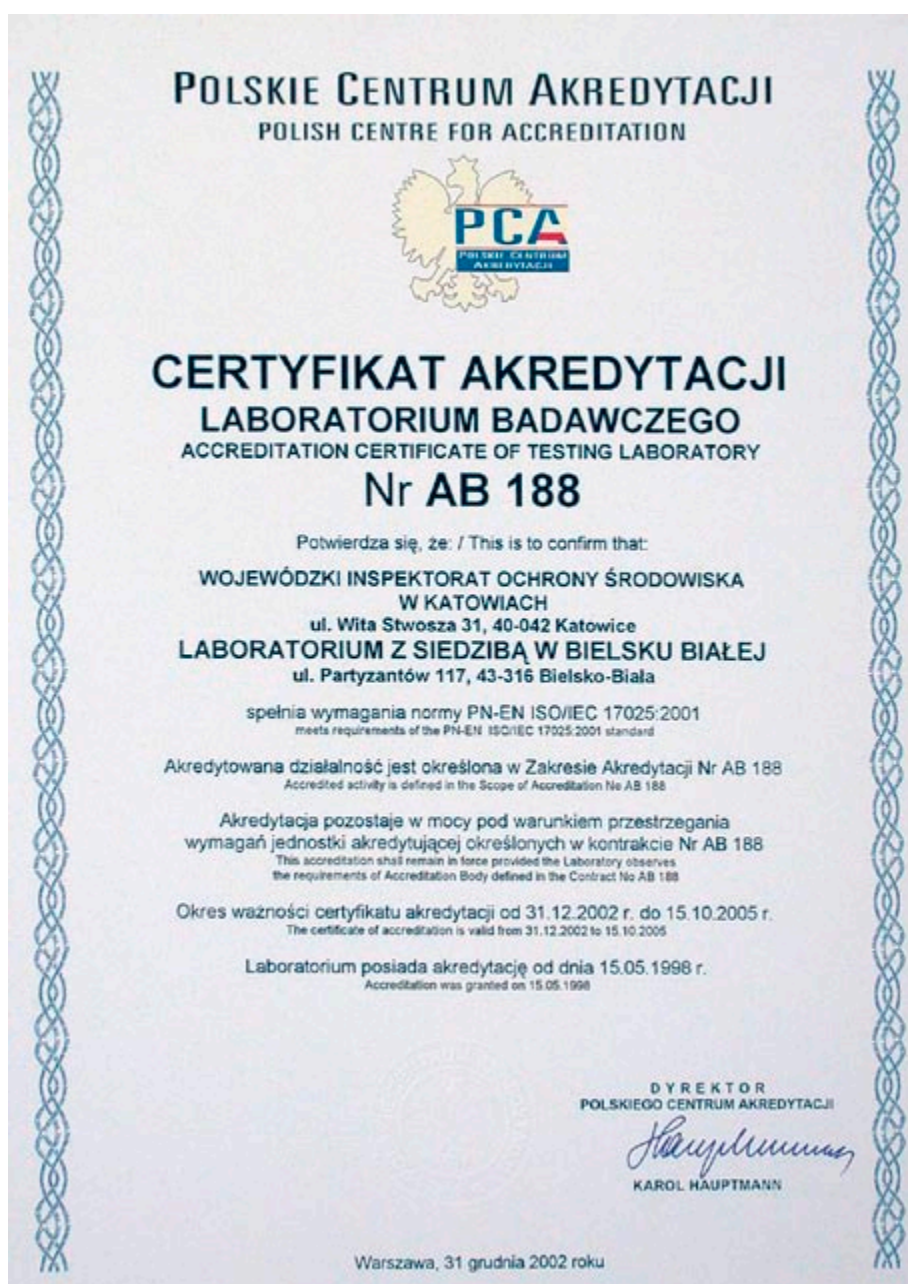 POLSKIE CENTRUM AKREDYTACJI
POLISH CENTRE FOR ACCREDITATION
PCA
POLSKIE CENTRUM
AKREDYTACJI
CERTYFIKAT AKREDYTACJI
LABORATORIUM BADAWCZEGO
ACCREDITATION CERTIFICATE OF TESTING LABORATORY
Nr AB 188
Potwierdza się, że: / This is to confirm that:
WOJEWÓDZKI INSPEKTORAT OCHRONY ŚRODOWISKA
W KATOWIACH
ul. Wita Stwosza 31, 40-042 Katowice
LABORATORIUM Z SIEDZIBĄ W BIELSKU BIAŁEJ
ul. Partyzantów 117, 43-316 Bielsko-Biała
spełnia wymagania normy PN-EN ISO/IEC 17025:2001
meets requirements of the PN-EN ISO/IEC 17025:2001 standard
Akredytowana działalność jest określona w Zakresie Akredytacji Nr AB 188
Accredited activity is defined in the Scope of Accreditation No AB 188
Akredytacja pozostaje w mocy pod warunkiem przestrzegania
wymagań jednostki akredytującej określonych w kontrakcie Nr AB 188
This accreditation shall remain in force provided the Laboratory observes
the requirements of Accreditation Body defined in the Contract No AB 188
Okres ważności certyfikatu akredytacji od 31.12.2002 r. do 15.10.2005 r.
The certificate of accreditation is valid from 31.12.2002 to 15.10.2005
Laboratorium posiada akredytację od dnia 15.05.1998 r.
Accreditation was granted on 15.05.1998
DYREKTOR
POLSKIEGO CENTRUM AKREDYTACJI
KAROL HAUPTMANN
Warszawa, 31 grudnia 2002 roku